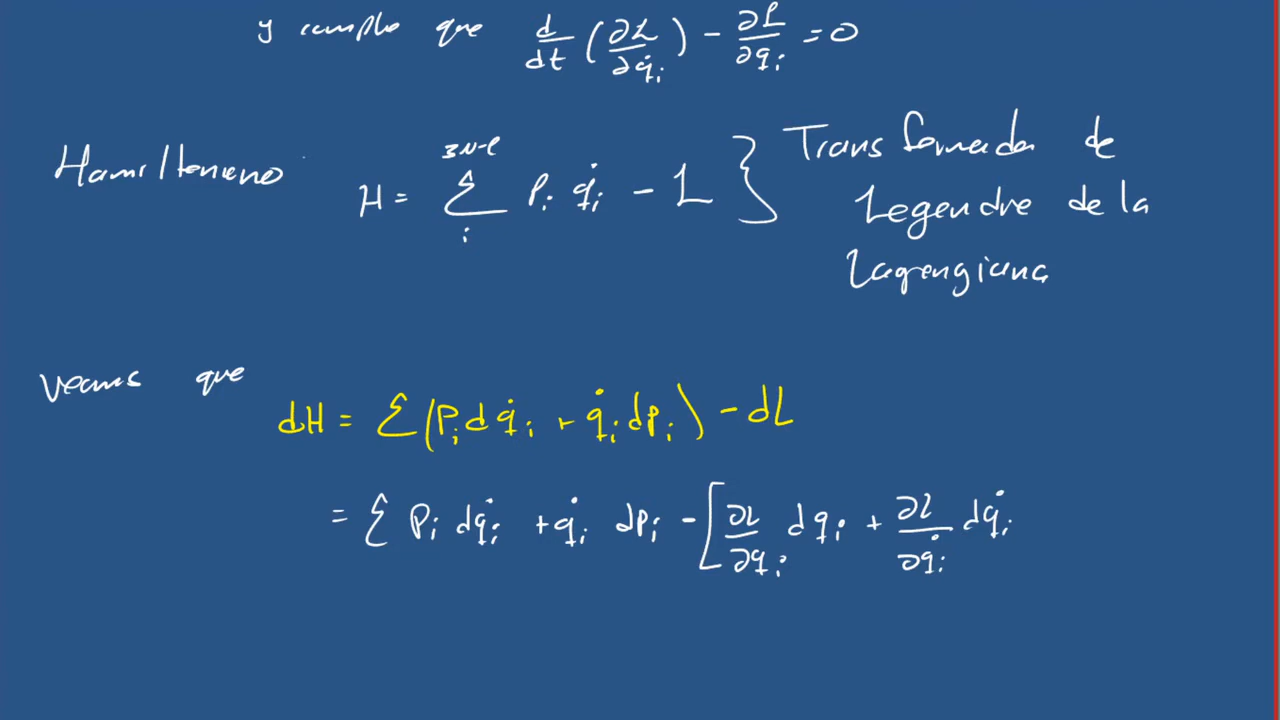 y cumple que d/dt (∂L/∂q̇ᵢ) - ∂L/∂qᵢ = 0
Hamiltoniano H = Σᵢ^{3N-l} Pᵢ q̇ᵢ - L } Transformada de
Legendre de la
Lagrangiana
veamos que
dH = Σ(Pᵢ dq̇ᵢ + q̇ᵢ dpᵢ) - dL
= Σ Pᵢ dq̇ᵢ + q̇ᵢ dpᵢ - [∂L/∂qᵢ dqᵢ + ∂L/∂q̇ᵢ dq̇ᵢ